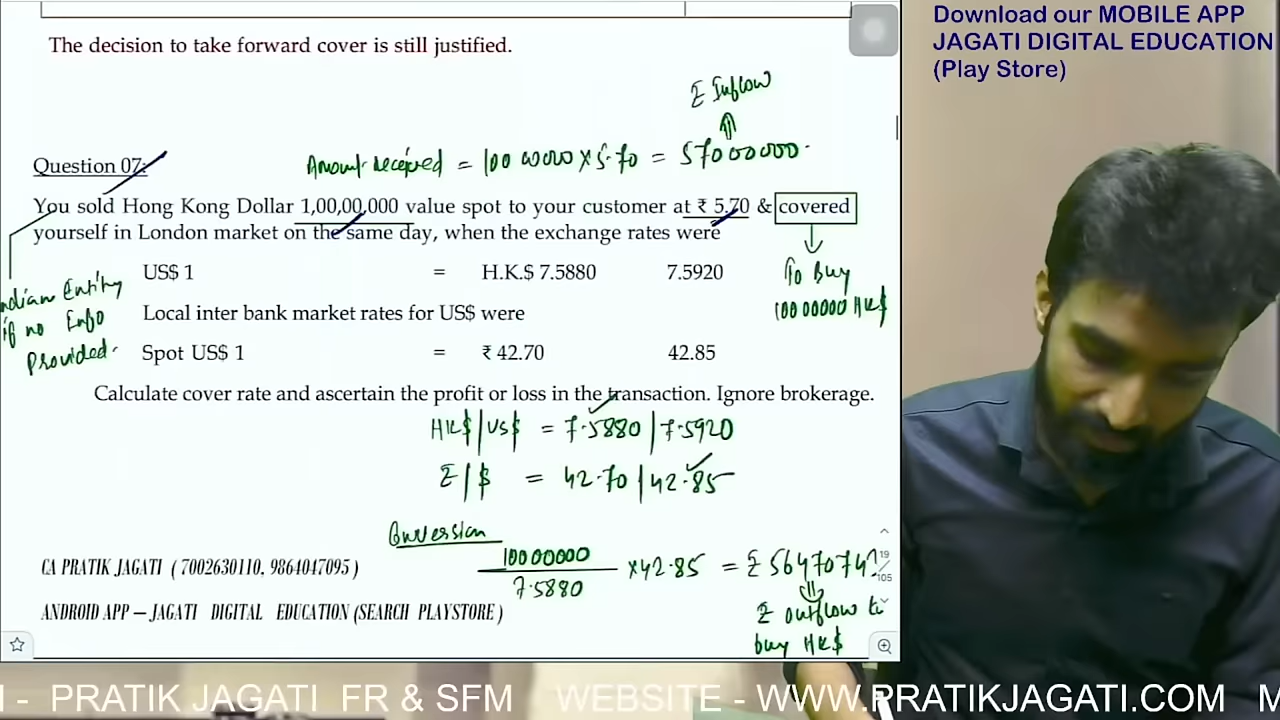 The decision to take forward cover is still justified.
Download our MOBILE APP
JAGATI DIGITAL EDUCATION
(Play Store)
Σ Inflow
Amount received = 100 00000 × 5.70 = 57000000.
Question 07:
You sold Hong Kong Dollar 1,00,00,000 value spot to your customer at ₹ 5.70 & covered
yourself in London market on the same day, when the exchange rates were
US$ 1 = H.K.$ 7.5880 7.5920
To Buy
100 00000 HK$
Local inter bank market rates for US$ were
ndian Entity
if no Info
Provided.
Spot US$ 1 = ₹ 42.70 42.85
Calculate cover rate and ascertain the profit or loss in the transaction. Ignore brokerage.
HK$/US$ = 7.5880 | 7.5920
Σ/$ = 42.70 | 42.85
Conversion
100 00000
7.5880
×42.85 = Σ 5647074
19
105
Σ outflow to
buy HK$
CA PRATIK JAGATI ( 7002630110, 9864047095 )
ANDROID APP – JAGATI DIGITAL EDUCATION (SEARCH PLAYSTORE )
I - PRATIK JAGATI FR & SFM WEBSITE - WWW.PRATIKJAGATI.COM M